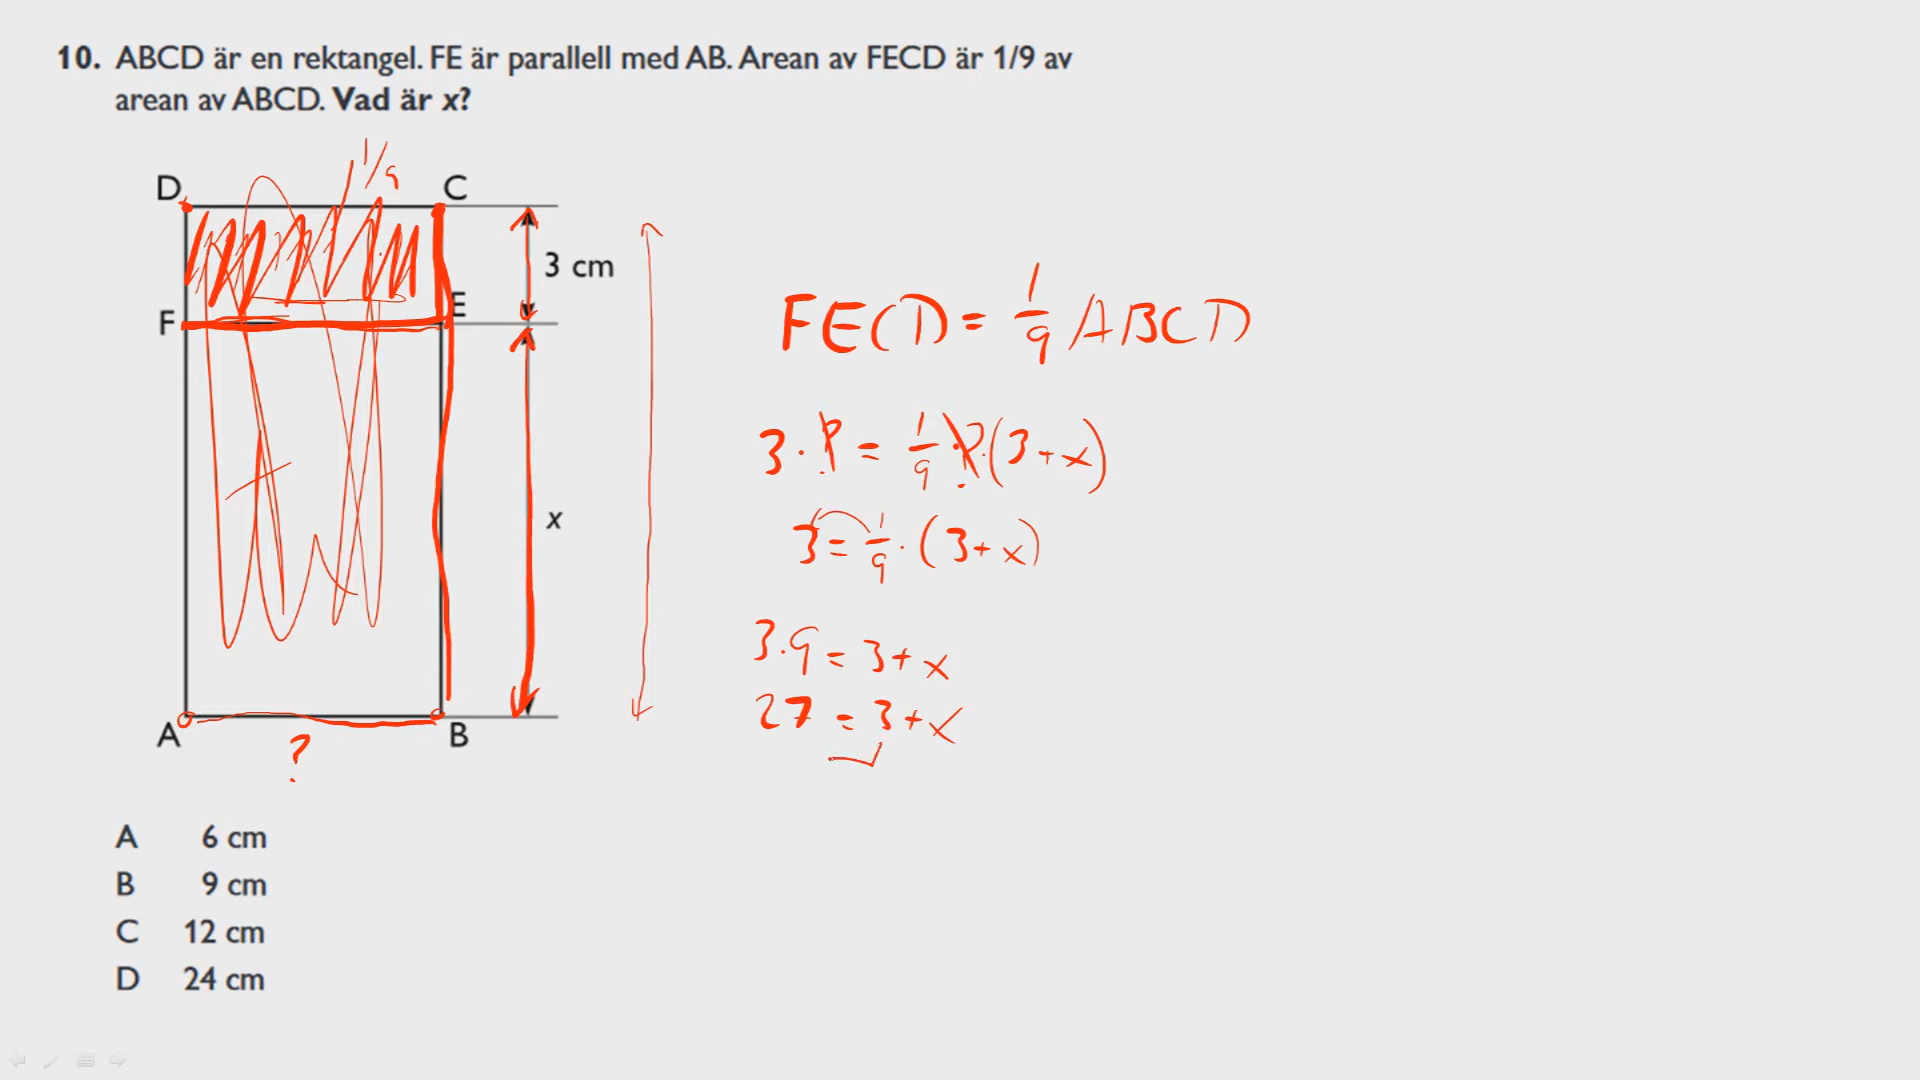 10. ABCD är en rektangel. FE är parallell med AB. Arean av FECD är 1/9 av
arean av ABCD. Vad är x?
1/9
D
C
3 cm
F
E
x
A
B
?
FECD = 1/9 ABCD
3 · ? = 1/9 · ? · (3 + x)
3 = 1/9 · (3 + x)
3 · 9 = 3 + x
27 = 3 + x
A 6 cm
B 9 cm
C 12 cm
D 24 cm